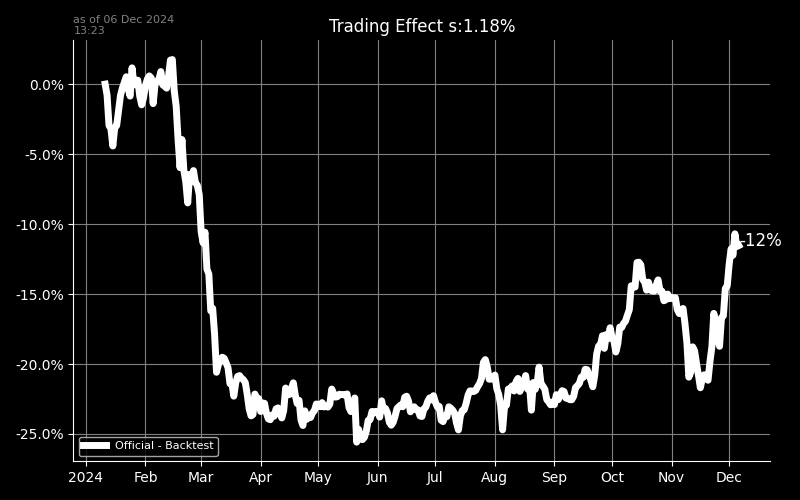 as of 06 Dec 2024
13:23
Trading Effect s:1.18%
0.0%
-5.0%
-10.0%
-12%
-15.0%
-20.0%
-25.0%
Official - Backtest
2024 Feb Mar Apr May Jun Jul Aug Sep Oct Nov Dec